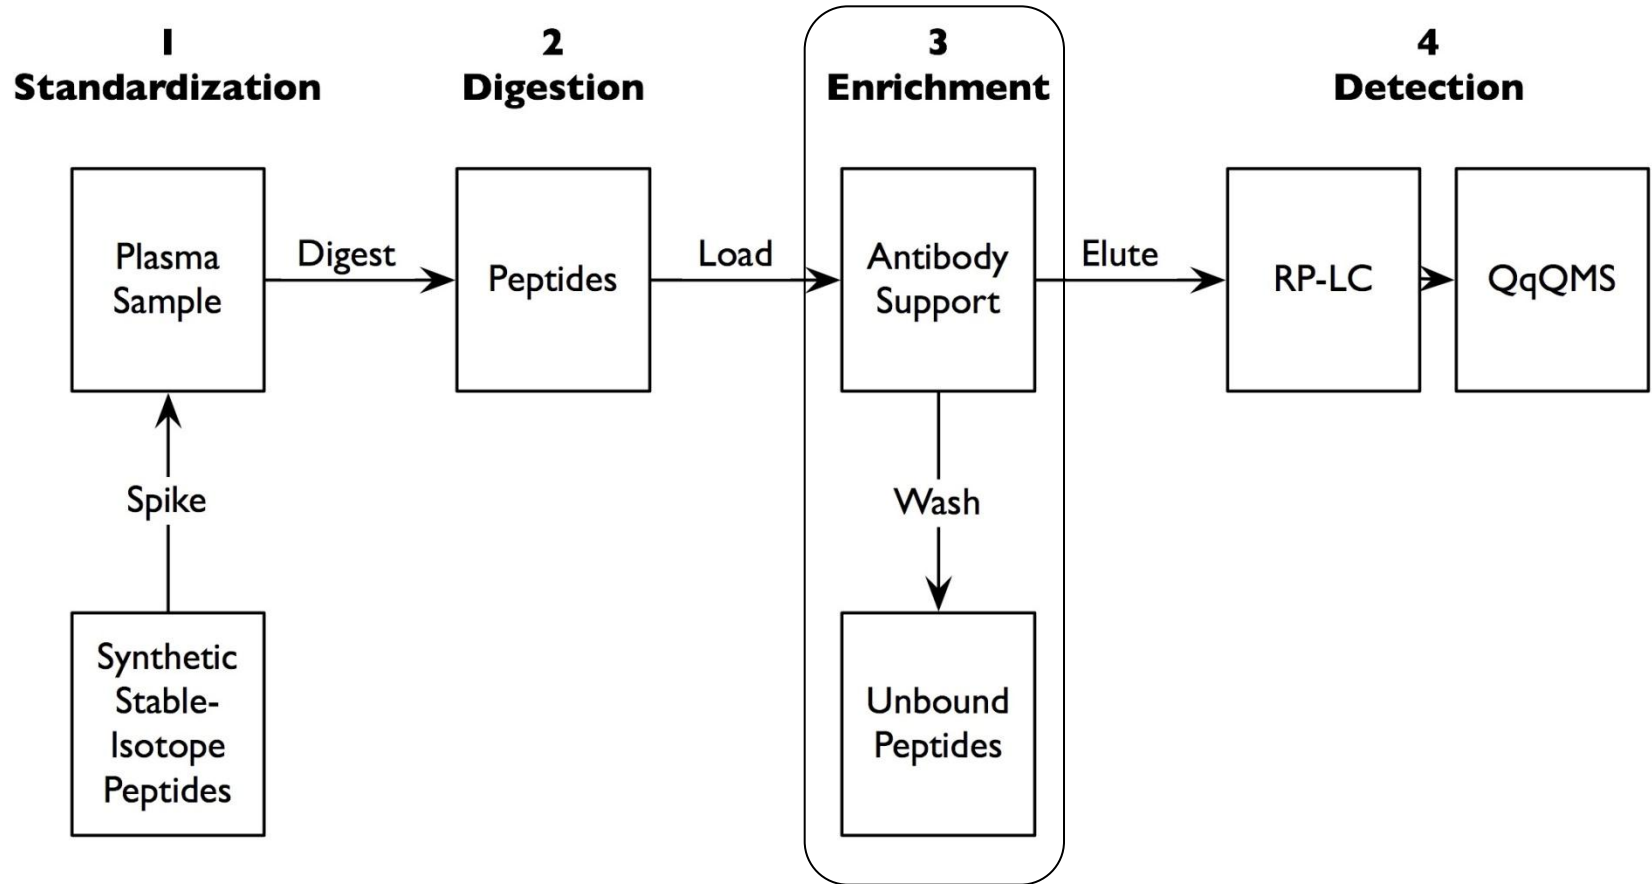 1
Standardization
2
Digestion
3
Enrichment
4
Detection
Plasma
Sample
Digest
Peptides
Load
Antibody
Support
Elute
RP-LC
QqQMS
Spike
Wash
Synthetic
Stable-
Isotope
Peptides
Unbound
Peptides